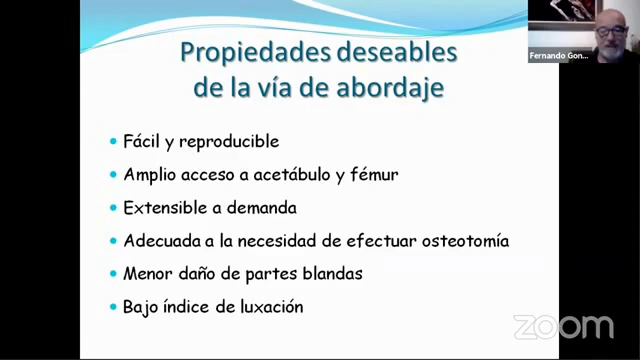 Propiedades deseables
de la vía de abordaje
Fácil y reproducible
Amplio acceso a acetábulo y fémur
Extensible a demanda
Adecuada a la necesidad de efectuar osteotomía
Menor daño de partes blandas
Bajo índice de luxación
Fernando Gon...
zoom